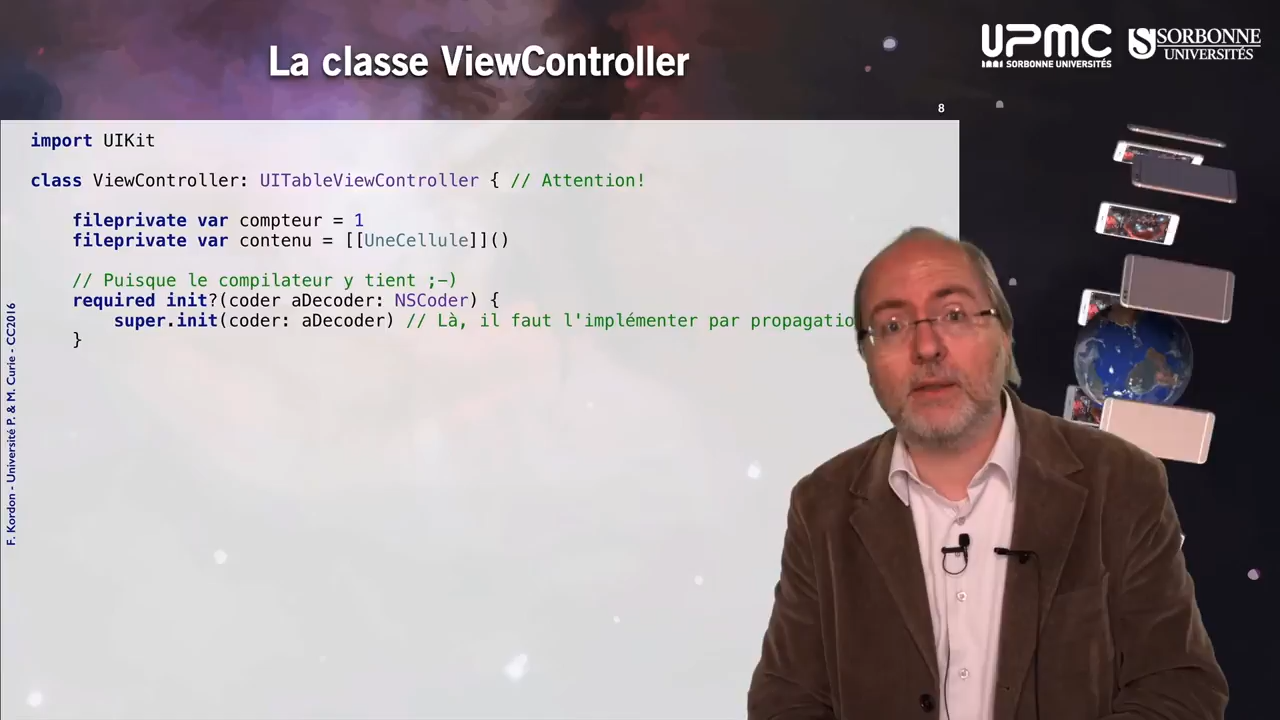 La classe ViewController
UPMC
SORBONNE UNIVERSITÉS
SORBONNE
UNIVERSITÉS
8
import UIKit
class ViewController: UITableViewController { // Attention!
fileprivate var compteur = 1
fileprivate var contenu = [[UneCellule]]()
// Puisque le compilateur y tient ;-)
required init?(coder aDecoder: NSCoder) {
super.init(coder: aDecoder) // Là, il faut l'implémenter par
}
F. Kordon - Université P. & M. Curie - CC2016